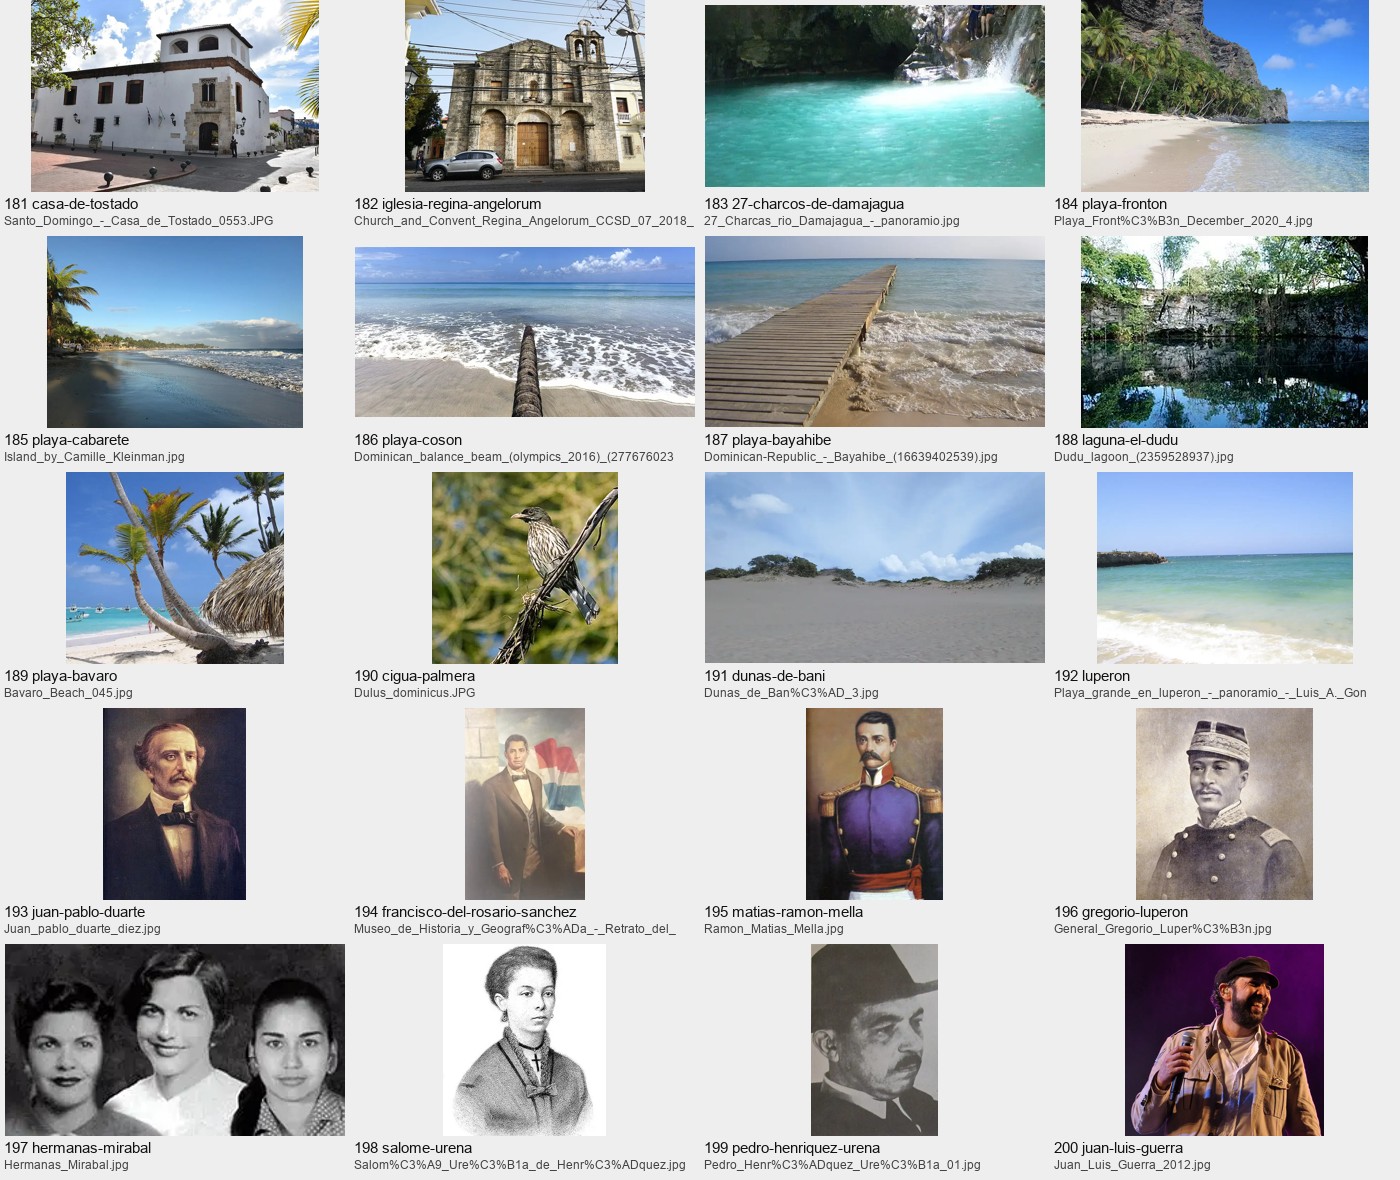 181 casa-de-tostado
Santo_Domingo_-_Casa_de_Tostado_0553.JPG
182 iglesia-regina-angelorum
Church_and_Convent_Regina_Angelorum_CCSD_07_2018_
183 27-charcos-de-damajagua
27_Charcas_rio_Damajagua_-_panoramio.jpg
184 playa-fronton
Playa_Front%C3%B3n_December_2020_4.jpg
185 playa-cabarete
Island_by_Camille_Kleinman.jpg
186 playa-coson
Dominican_balance_beam_(olympics_2016)_(277676023
187 playa-bayahibe
Dominican-Republic_-_Bayahibe_(16639402539).jpg
188 laguna-el-dudu
Dudu_lagoon_(2359528937).jpg
189 playa-bavaro
Bavaro_Beach_045.jpg
190 cigua-palmera
Dulus_dominicus.JPG
191 dunas-de-bani
Dunas_de_Ban%C3%AD_3.jpg
192 luperon
Playa_grande_en_luperon_-_panoramio_-_Luis_A._Gon
193 juan-pablo-duarte
Juan_pablo_duarte_diez.jpg
194 francisco-del-rosario-sanchez
Museo_de_Historia_y_Geograf%C3%ADa_-_Retrato_del_
195 matias-ramon-mella
Ramon_Matias_Mella.jpg
196 gregorio-luperon
General_Gregorio_Luper%C3%B3n.jpg
197 hermanas-mirabal
Hermanas_Mirabal.jpg
198 salome-urena
Salom%C3%A9_Ure%C3%B1a_de_Henr%C3%ADquez.jpg
199 pedro-henriquez-urena
Pedro_Henr%C3%ADquez_Ure%C3%B1a_01.jpg
200 juan-luis-guerra
Juan_Luis_Guerra_2012.jpg